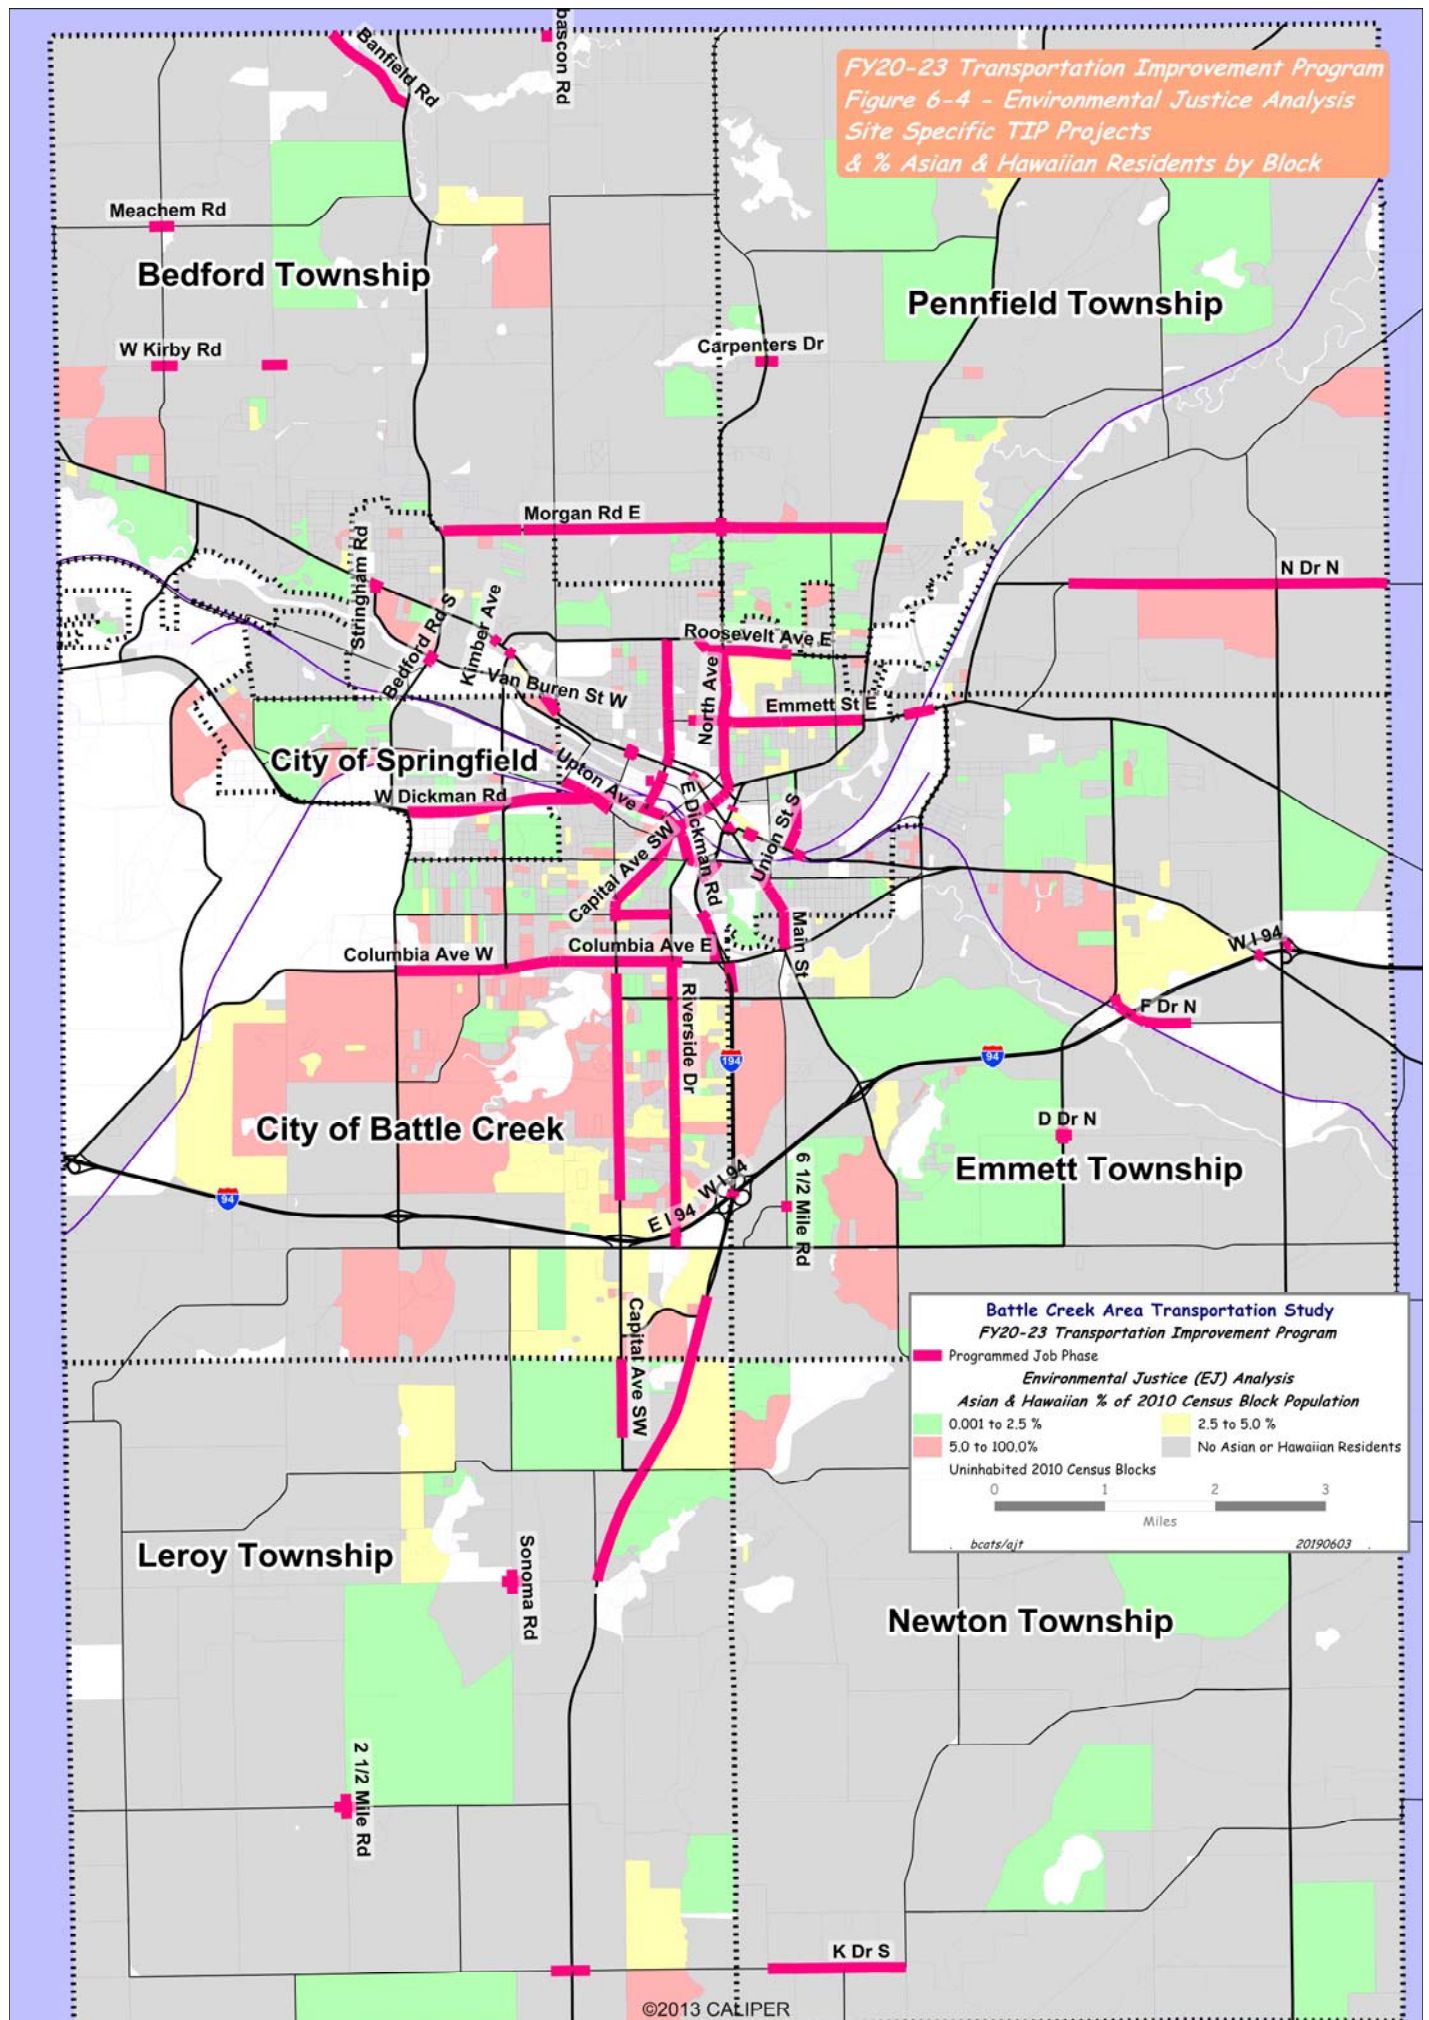 FY20-23 Transportation Improvement Program
Figure 6-4 - Environmental Justice Analysis
Site Specific TIP Projects
& % Asian & Hawaiian Residents by Block
Banfield Rd
bascon Rd
Meachem Rd
Bedford Township
Pennfield Township
W Kirby Rd
Carpenters Dr
Morgan Rd E
N Dr N
Stringham Rd
Bedford Rd S
Kimber Ave
Roosevelt Ave E
Van Buren St W
North Ave
Emmett St E
City of Springfield
Upton Ave
W Dickman Rd
E Dickman Rd
Union St S
Capital Ave SW
Main St
Columbia Ave W
Columbia Ave E
W I 94
F Dr N
Riverside Dr
194
94
City of Battle Creek
D Dr N
Emmett Township
6 1/2 Mile Rd
W I 94
E I 94
94
Capital Ave SW
Battle Creek Area Transportation Study
FY20-23 Transportation Improvement Program
Programmed Job Phase
Environmental Justice (EJ) Analysis
Asian & Hawaiian % of 2010 Census Block Population
0.001 to 2.5 %
2.5 to 5.0 %
5.0 to 100.0%
No Asian or Hawaiian Residents
Uninhabited 2010 Census Blocks
0 1 2 3
Miles
bcats/ajt
20190603
Leroy Township
Sonoma Rd
Newton Township
2 1/2 Mile Rd
K Dr S
©2013 CALIPER